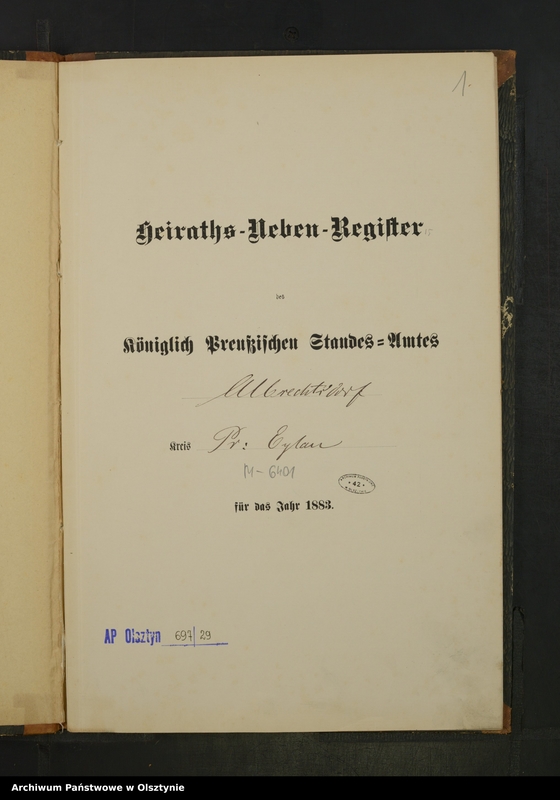 1.
Heiraths-Neben-Register
des
Königlich Preußischen Standes-Amtes
Albrechtsdorf
Kreis Pr: Eylau
M-6401
* 42 *
für das Jahr 1883.
AP Olsztyn 697/29
Archiwum Państwowe w Olsztynie